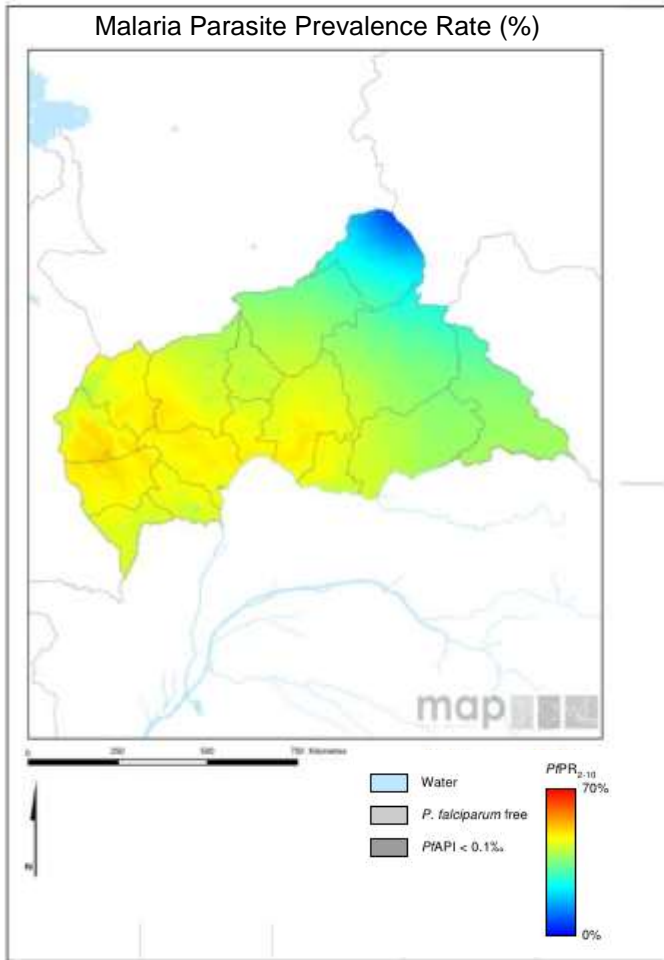 Malaria Parasite Prevalence Rate (%)
map
0 250 500 750 Kilometres
N
Water
P. falciparum free
PfAPI < 0.1‰
PfPR2-10
70%
0%